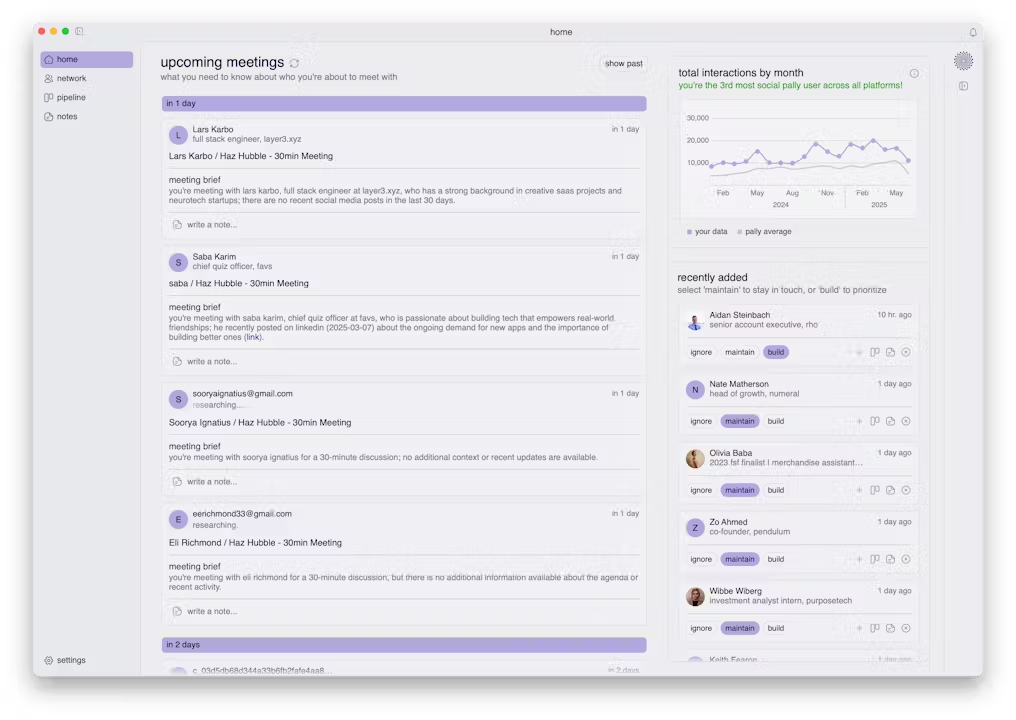 home
home
network
pipeline
notes
settings
upcoming meetings
show past
what you need to know about who you're about to meet with
in 1 day
L
Lars Karbo
in 1 day
full stack engineer, layer3.xyz
Lars Karbo / Haz Hubble - 30min Meeting
meeting brief
you're meeting with lars karbo, full stack engineer at layer3.xyz, who has a strong background in creative saas projects and
neurotech startups; there are no recent social media posts in the last 30 days.
write a note...
S
Saba Karim
in 1 day
chief quiz officer, favs
saba / Haz Hubble - 30min Meeting
meeting brief
you're meeting with saba karim, chief quiz officer at favs, who is passionate about building tech that empowers real-world
friendships; he recently posted on linkedin (2025-03-07) about the ongoing demand for new apps and the importance of
building better ones (link).
write a note...
S
sooryaignatius@gmail.com
in 1 day
researching...
Soorya Ignatius / Haz Hubble - 30min Meeting
meeting brief
you're meeting with soorya ignatius for a 30-minute discussion; no additional context or recent updates are available.
write a note...
E
eerichmond33@gmail.com
in 1 day
researching.
Eli Richmond / Haz Hubble - 30min Meeting
meeting brief
you're meeting with eli richmond for a 30-minute discussion, but there is no additional information available about the agenda or
recent activity.
write a note...
in 2 days
c_03d5db68d344a33b6fb2fafe4aa8...
in 2 days
total interactions by month
you're the 3rd most social pally user across all platforms!
30,000
20,000
10,000
Feb May Aug Nov Feb May
2024 2025
your data pally average
recently added
select 'maintain' to stay in touch, or 'build' to prioritize
Aidan Steinbach
10 hr. ago
senior account executive, rho
ignore maintain build
N
Nate Matherson
1 day ago
head of growth, numeral
ignore maintain build
Olivia Baba
1 day ago
2023 fsf finalist | merchandise assistant...
ignore maintain build
Z
Zo Ahmed
1 day ago
co-founder, pendulum
ignore maintain build
Wibbe Wiberg
1 day ago
investment analyst intern, purposetech
ignore maintain build
Keith Fearon
1 day ago